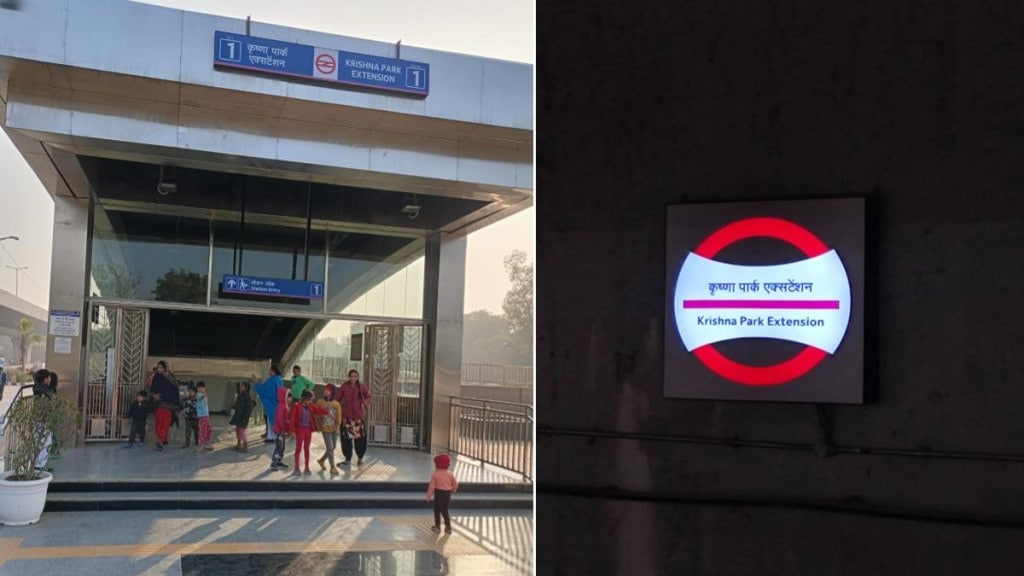 1
कृष्णा पार्क
एक्सटेंशन
KRISHNA PARK
EXTENSION
1
स्टेशन प्रवेश
Station Entry
1
कृष्णा पार्क एक्सटेंशन
Krishna Park Extension